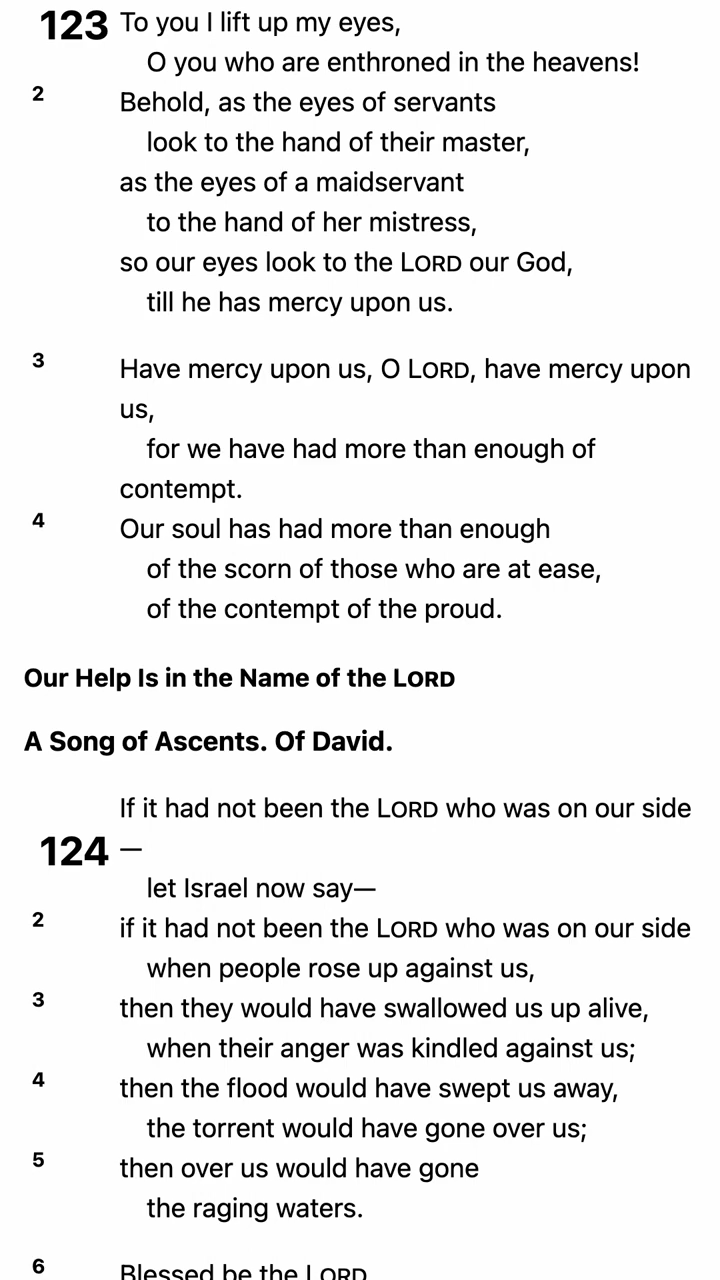 123 To you I lift up my eyes,
O you who are enthroned in the heavens!
2 Behold, as the eyes of servants
look to the hand of their master,
as the eyes of a maidservant
to the hand of her mistress,
so our eyes look to the LORD our God,
till he has mercy upon us.
3 Have mercy upon us, O LORD, have mercy upon
us,
for we have had more than enough of
contempt.
4 Our soul has had more than enough
of the scorn of those who are at ease,
of the contempt of the proud.
Our Help Is in the Name of the LORD
A Song of Ascents. Of David.
If it had not been the LORD who was on our side
124 —
let Israel now say—
2 if it had not been the LORD who was on our side
when people rose up against us,
3 then they would have swallowed us up alive,
when their anger was kindled against us;
4 then the flood would have swept us away,
the torrent would have gone over us;
5 then over us would have gone
the raging waters.
6 Blessed be the LORD